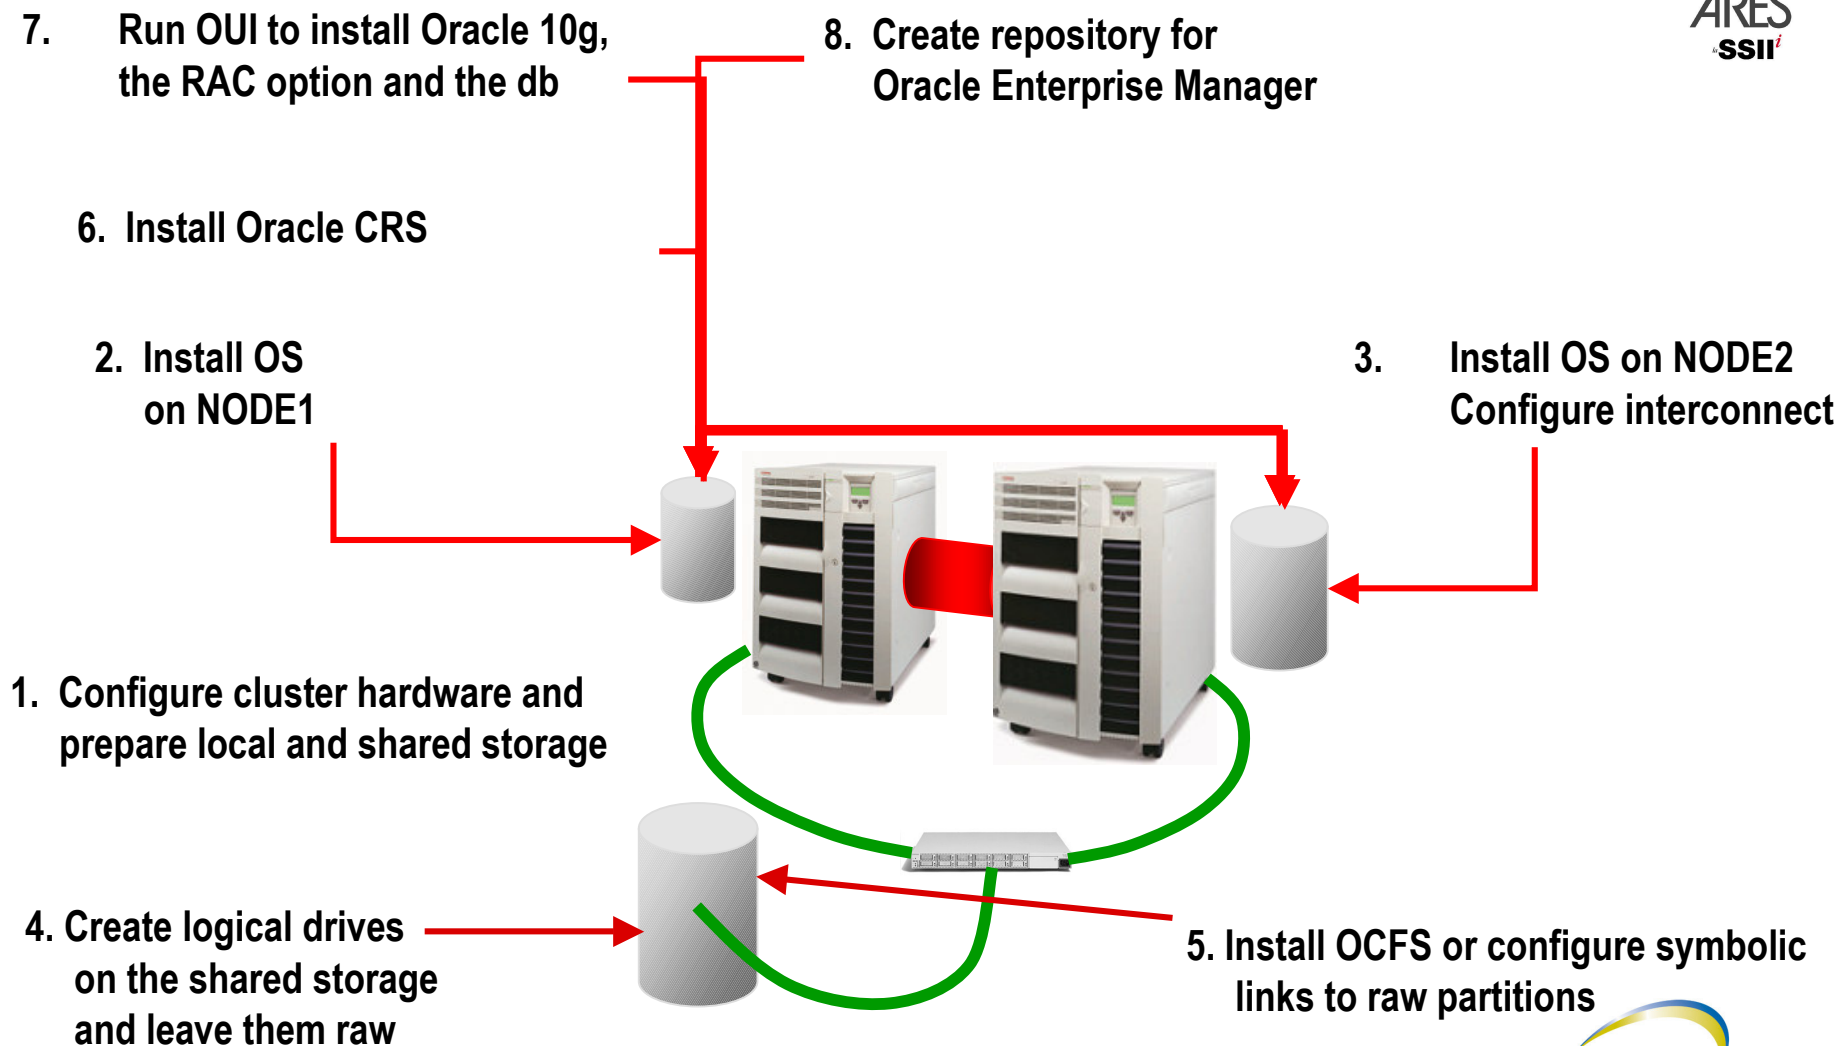 7. Run OUI to install Oracle 10g,
the RAC option and the db
8. Create repository for
Oracle Enterprise Manager
ARES
la SSIIi
6. Install Oracle CRS
2. Install OS
on NODE1
3. Install OS on NODE2
Configure interconnect
1. Configure cluster hardware and
prepare local and shared storage
4. Create logical drives
on the shared storage
and leave them raw
5. Install OCFS or configure symbolic
links to raw partitions